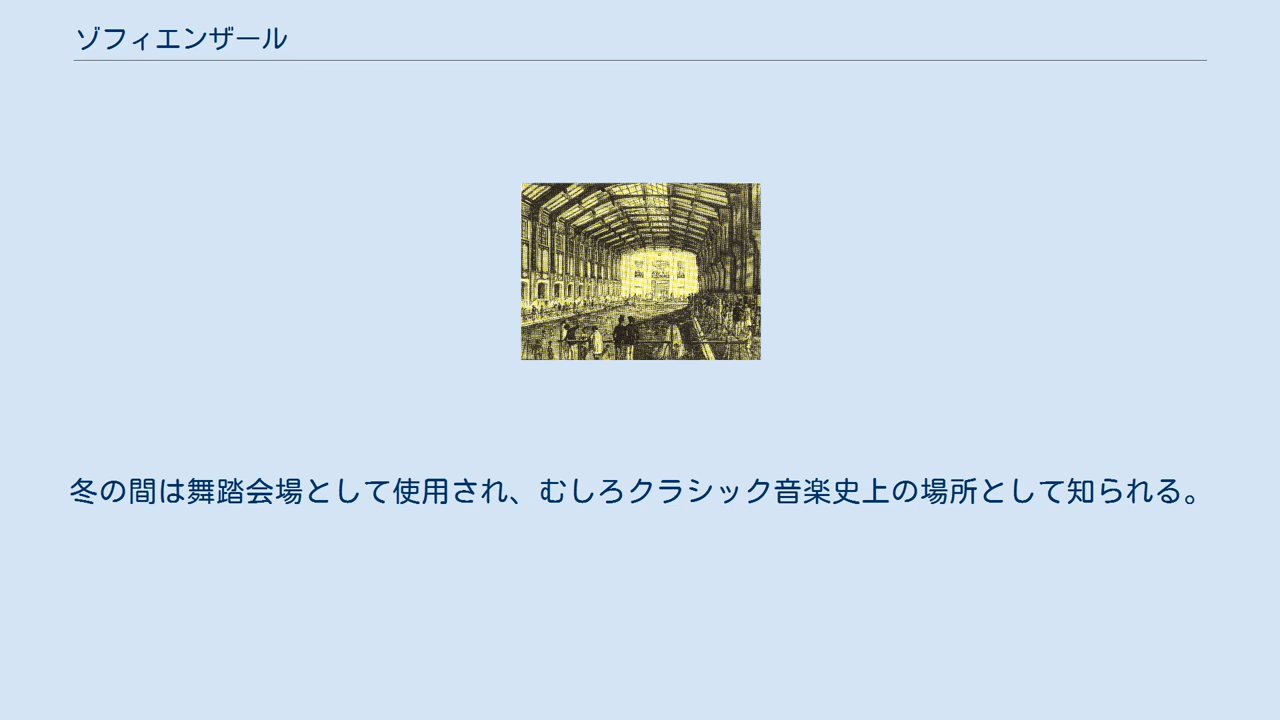 ゾフィエンザール
冬の間は舞踏会場として使用され、むしろクラシック音楽史上の場所として知られる。